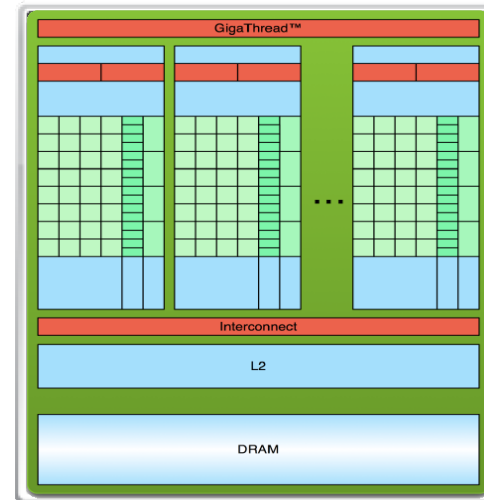 GigaThread™
...
Interconnect
L2
DRAM